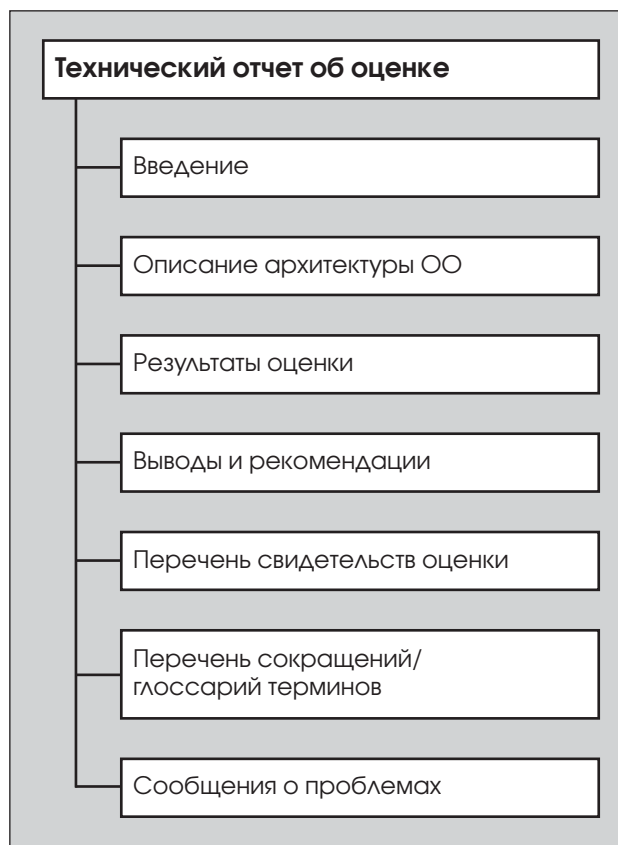 Технический отчет об оценке
Введение
Описание архитектуры ОО
Результаты оценки
Выводы и рекомендации
Перечень свидетельств оценки
Перечень сокращений/
глоссарий терминов
Сообщения о проблемах